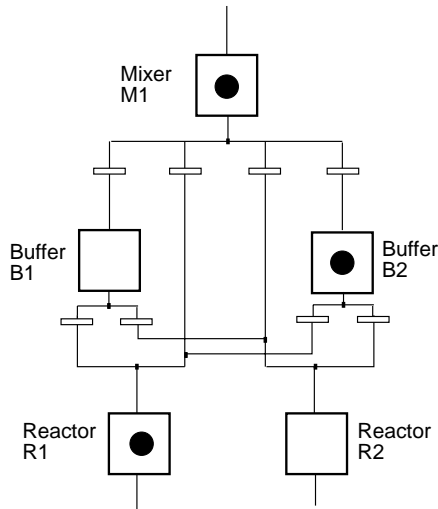 Mixer
M1
Buffer
B1
Buffer
B2
Reactor
R1
Reactor
R2